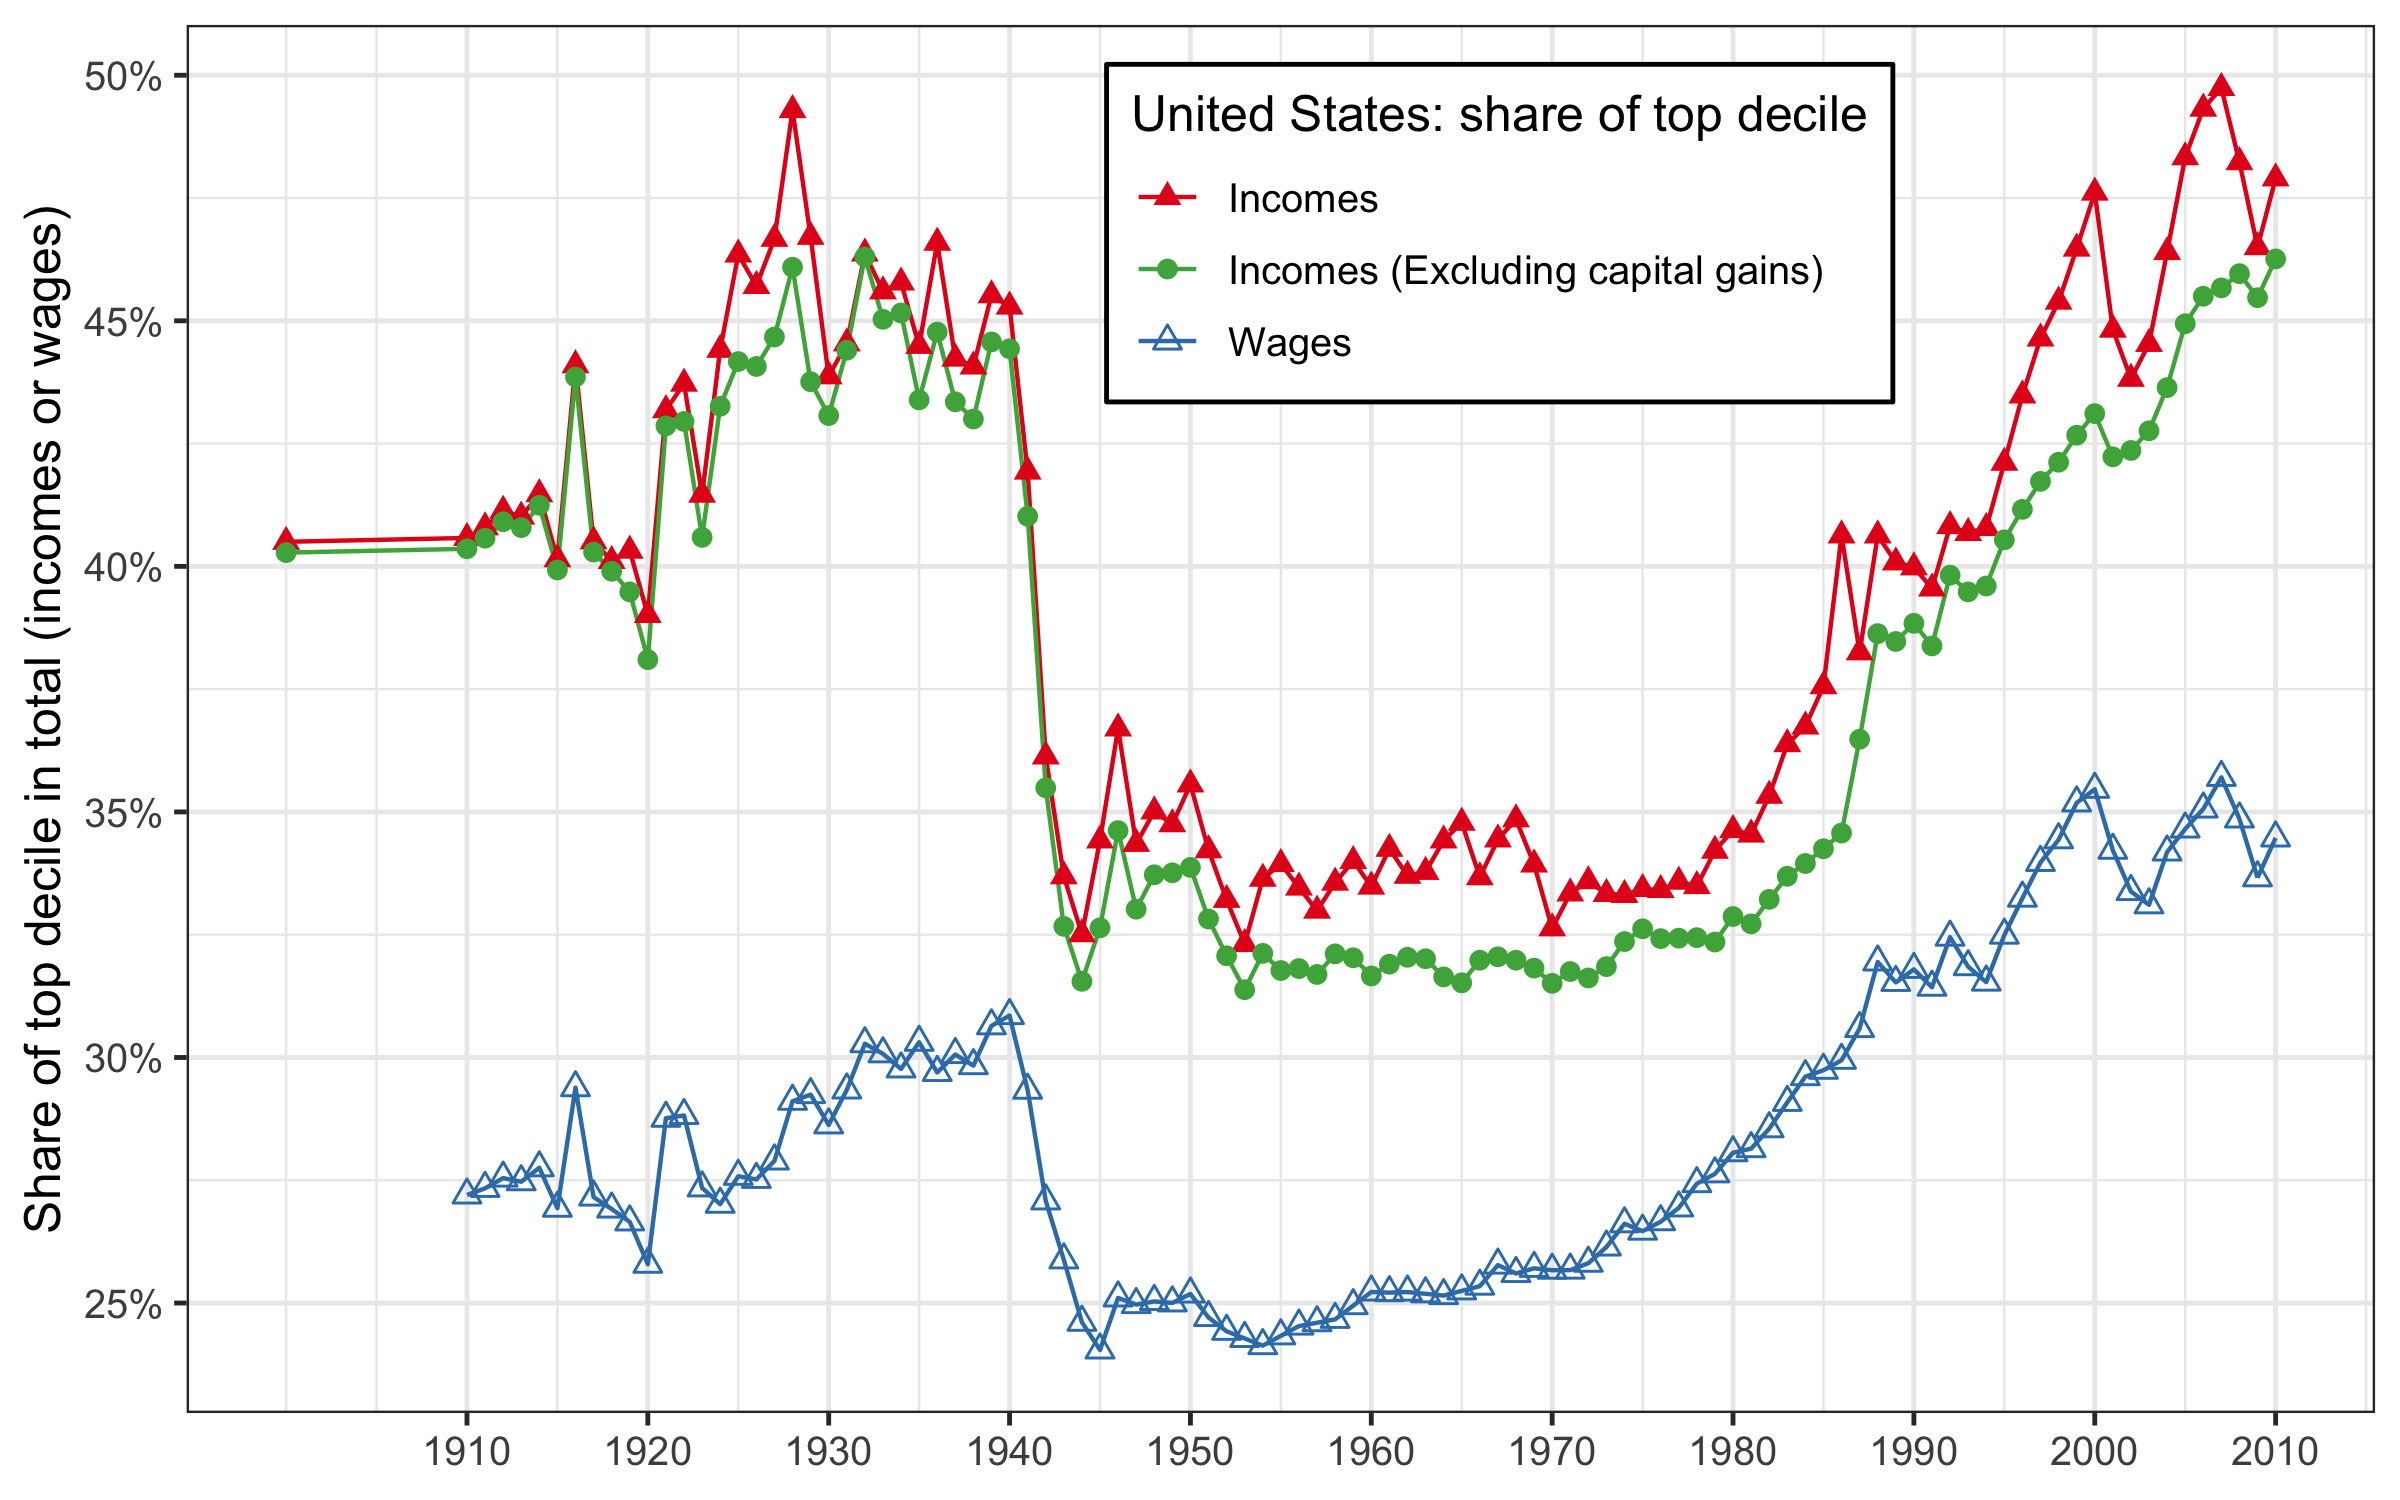 Share of top decile in total (incomes or wages)
50%
45%
40%
35%
30%
25%
United States: share of top decile
Incomes
Incomes (Excluding capital gains)
Wages
1910 1920 1930 1940 1950 1960 1970 1980 1990 2000 2010